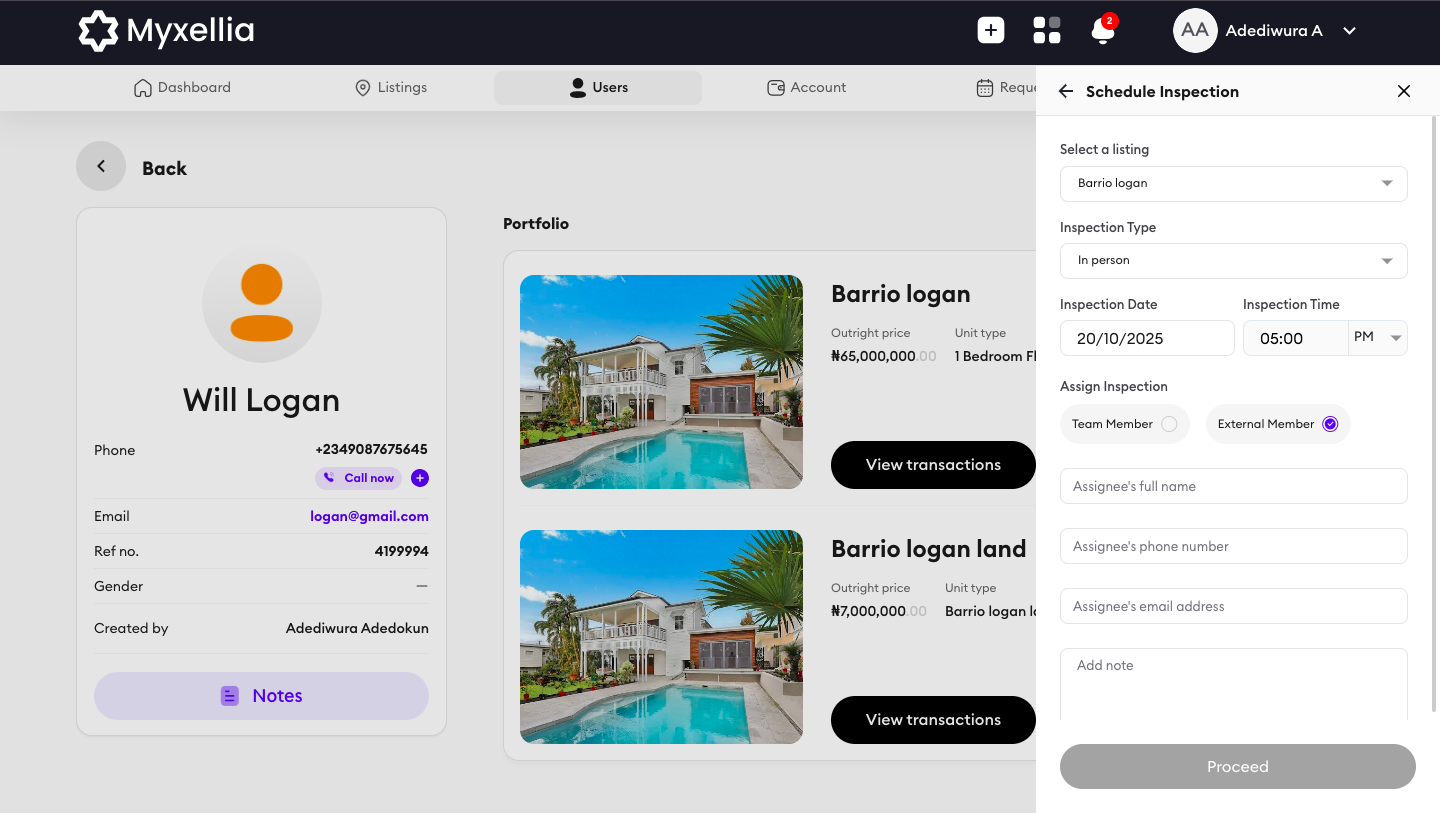 Myxellia
2
AA
Adediwura A
Dashboard
Listings
Users
Account
Reque
Schedule Inspection
Back
Will Logan
Phone
+2349087675645
Call now
Email
logan@gmail.com
Ref no.
4199994
Gender
—
Created by
Adediwura Adedokun
Notes
Portfolio
Barrio logan
Outright price
Unit type
₦65,000,000.00
1 Bedroom Fl
View transactions
Barrio logan land
Outright price
Unit type
₦7,000,000.00
Barrio logan lo
View transactions
Select a listing
Barrio logan
Inspection Type
In person
Inspection Date
Inspection Time
20/10/2025
05:00
PM
Assign Inspection
Team Member
External Member
Assignee's full name
Assignee's phone number
Assignee's email address
Add note
Proceed